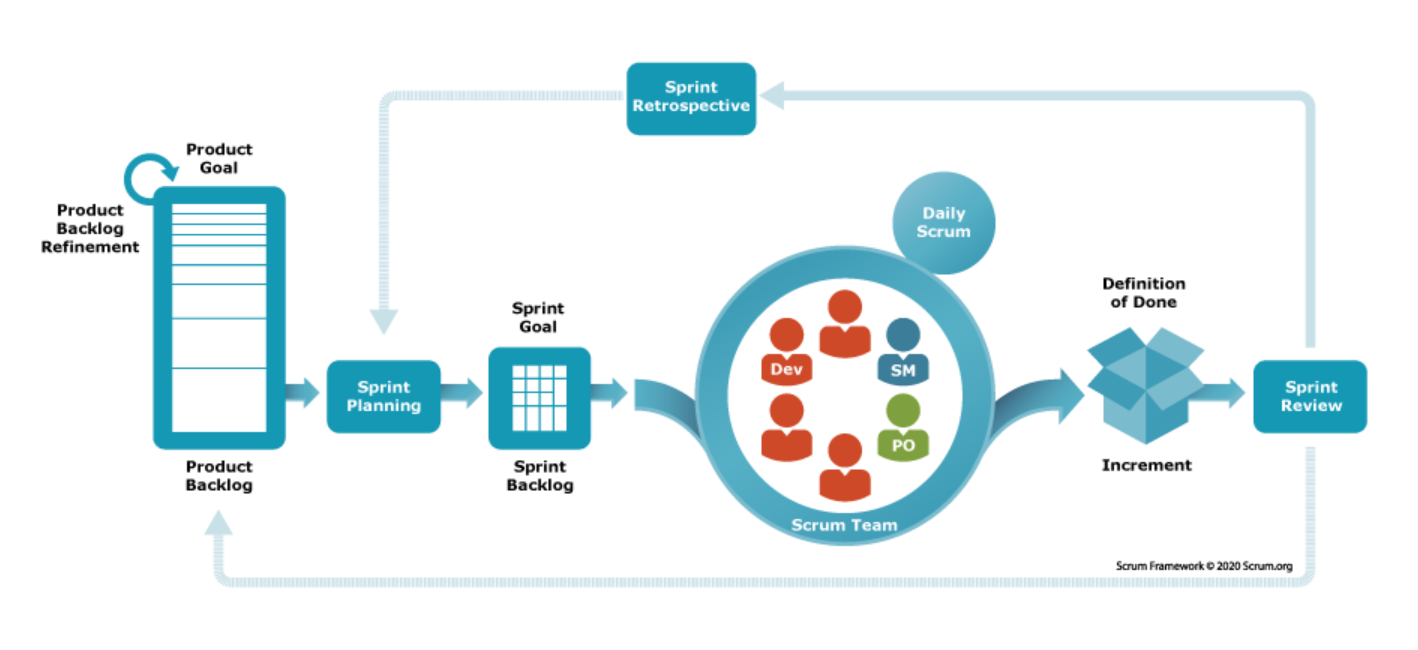 Sprint
Retrospective
Product
Goal
Product
Backlog
Refinement
Daily
Scrum
Definition
of Done
Sprint
Goal
Dev
SM
Sprint
Planning
Sprint
Review
PO
Product
Backlog
Sprint
Backlog
Increment
Scrum Team
Scrum Framework © 2020 Scrum.org